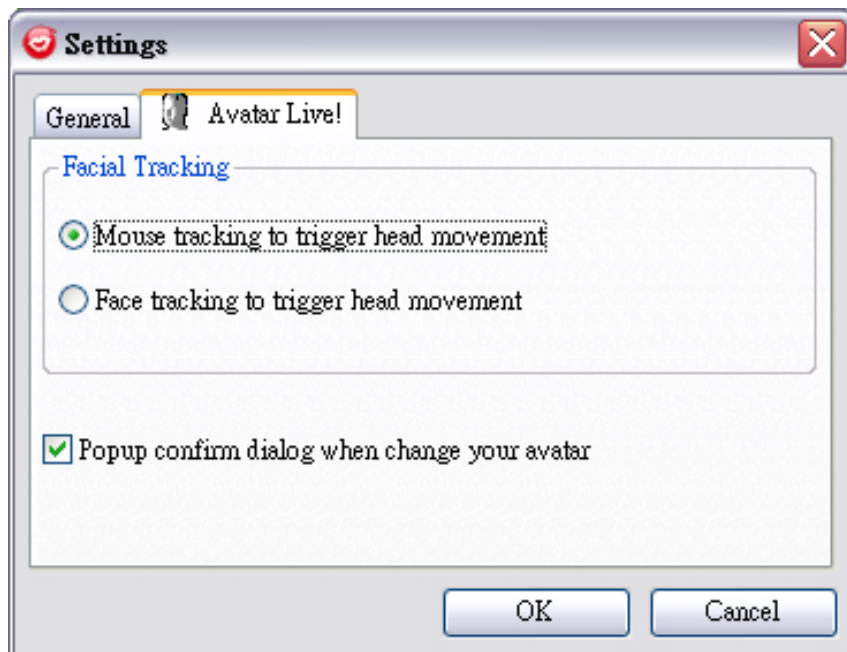 Settings
General
Avatar Live!
Facial Tracking
Mouse tracking to trigger head movement
Face tracking to trigger head movement
Popup confirm dialog when change your avatar
OK
Cancel